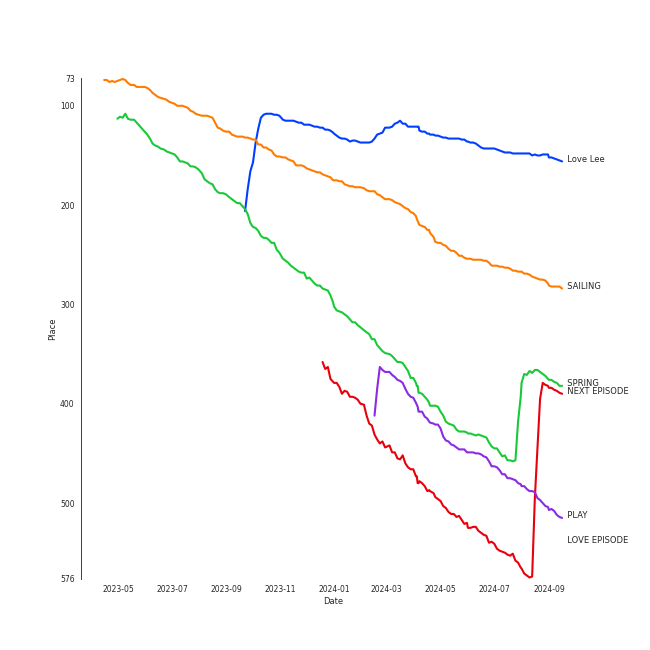 73
100
200
300
400
500
576
Place
2023-05
2023-07
2023-09
2023-11
2024-01
2024-03
2024-05
2024-07
2024-09
Date
Love Lee
SAILING
SPRING
NEXT EPISODE
PLAY
LOVE EPISODE